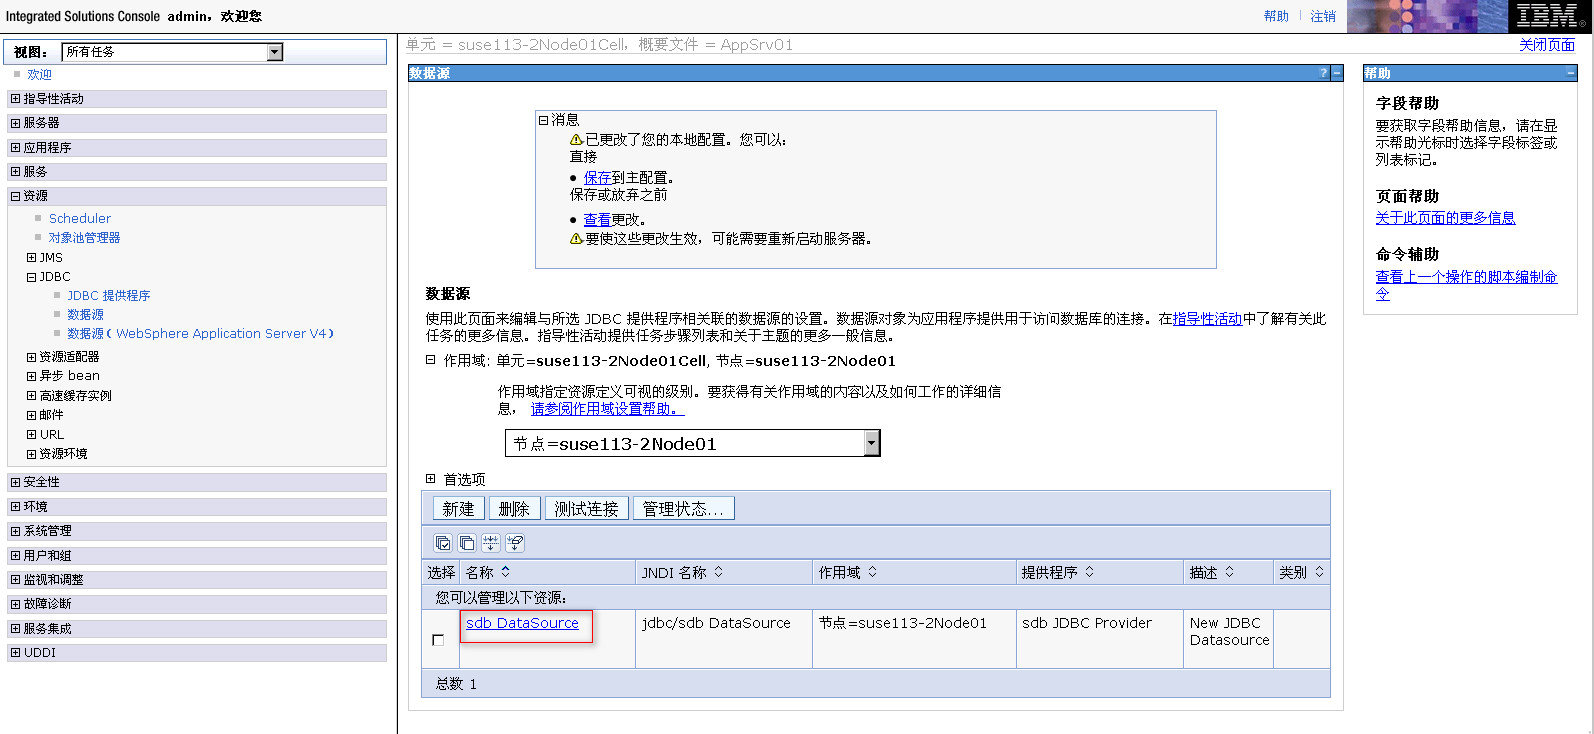 Integrated Solutions Console admin，欢迎您
帮助 注销 IBM
视图： 所有任务
欢迎
指导性活动
服务器
应用程序
服务
资源
Scheduler
对象池管理器
JMS
JDBC
JDBC 提供程序
数据源
数据源（WebSphere Application Server V4）
资源适配器
异步 bean
高速缓存实例
邮件
URL
资源环境
安全性
环境
系统管理
用户和组
监视和调整
故障诊断
服务集成
UDDI
单元 = suse113-2Node01Cell，概要文件 = AppSrv01
关闭页面
数据源 ?
消息
已更改了您的本地配置。您可以：
直接
保存到主配置。
保存或放弃之前
查看更改。
要使这些更改生效，可能需要重新启动服务器。
数据源
使用此页面来编辑与所选 JDBC 提供程序相关联的数据源的设置。数据源对象为应用程序提供用于访问数据库的连接。在指导性活动中了解有关此
任务的更多信息。指导性活动提供任务步骤列表和关于主题的更多一般信息。
作用域: 单元=suse113-2Node01Cell, 节点=suse113-2Node01
作用域指定资源定义可视的级别。要获得有关作用域的内容以及如何工作的详细信
息， 请参阅作用域设置帮助。
节点=suse113-2Node01
首选项
新建 删除 测试连接 管理状态...
选择 名称 JNDI 名称 作用域 提供程序 描述 类别
您可以管理以下资源:
sdb DataSource jdbc/sdb DataSource 节点=suse113-2Node01 sdb JDBC Provider New JDBC
Datasource
总数 1
帮助
字段帮助
要获取字段帮助信息，请在显
示帮助光标时选择字段标签或
列表标记。
页面帮助
关于此页面的更多信息
命令辅助
查看上一个操作的脚本编制命
令